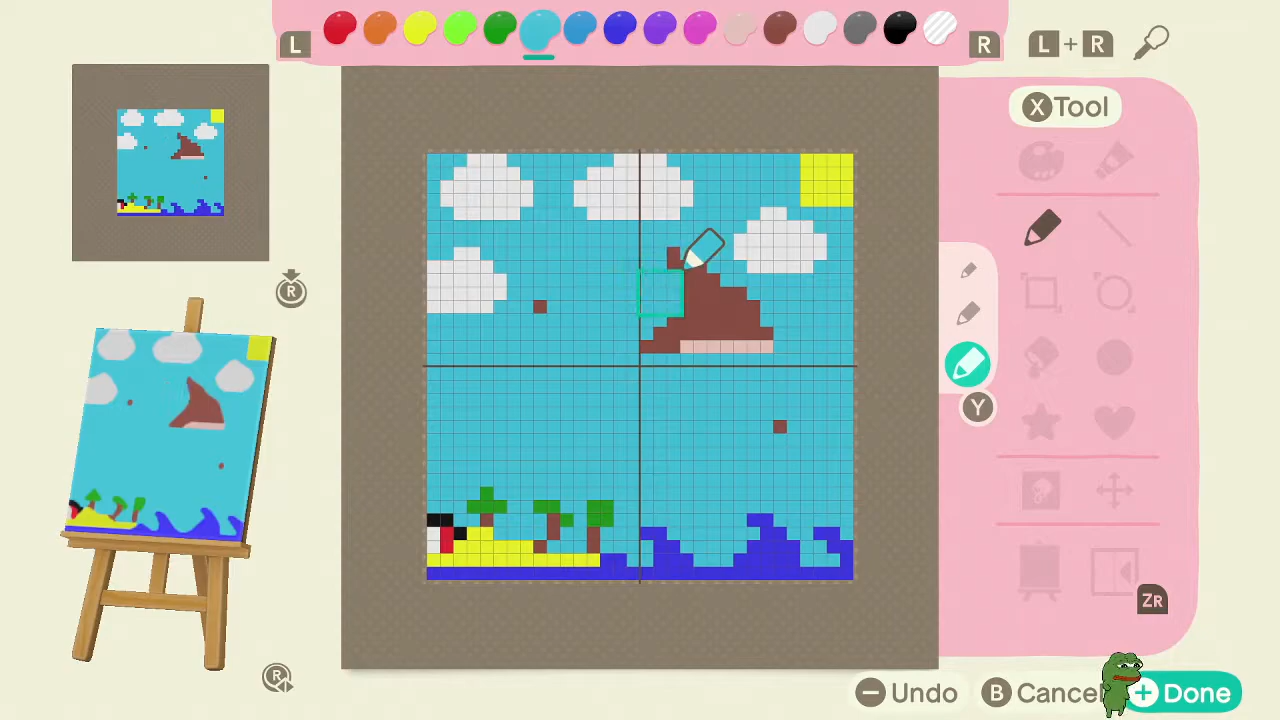 L
R
L + R
X Tool
R
Y
ZR
R
− Undo
B Cancel
+ Done